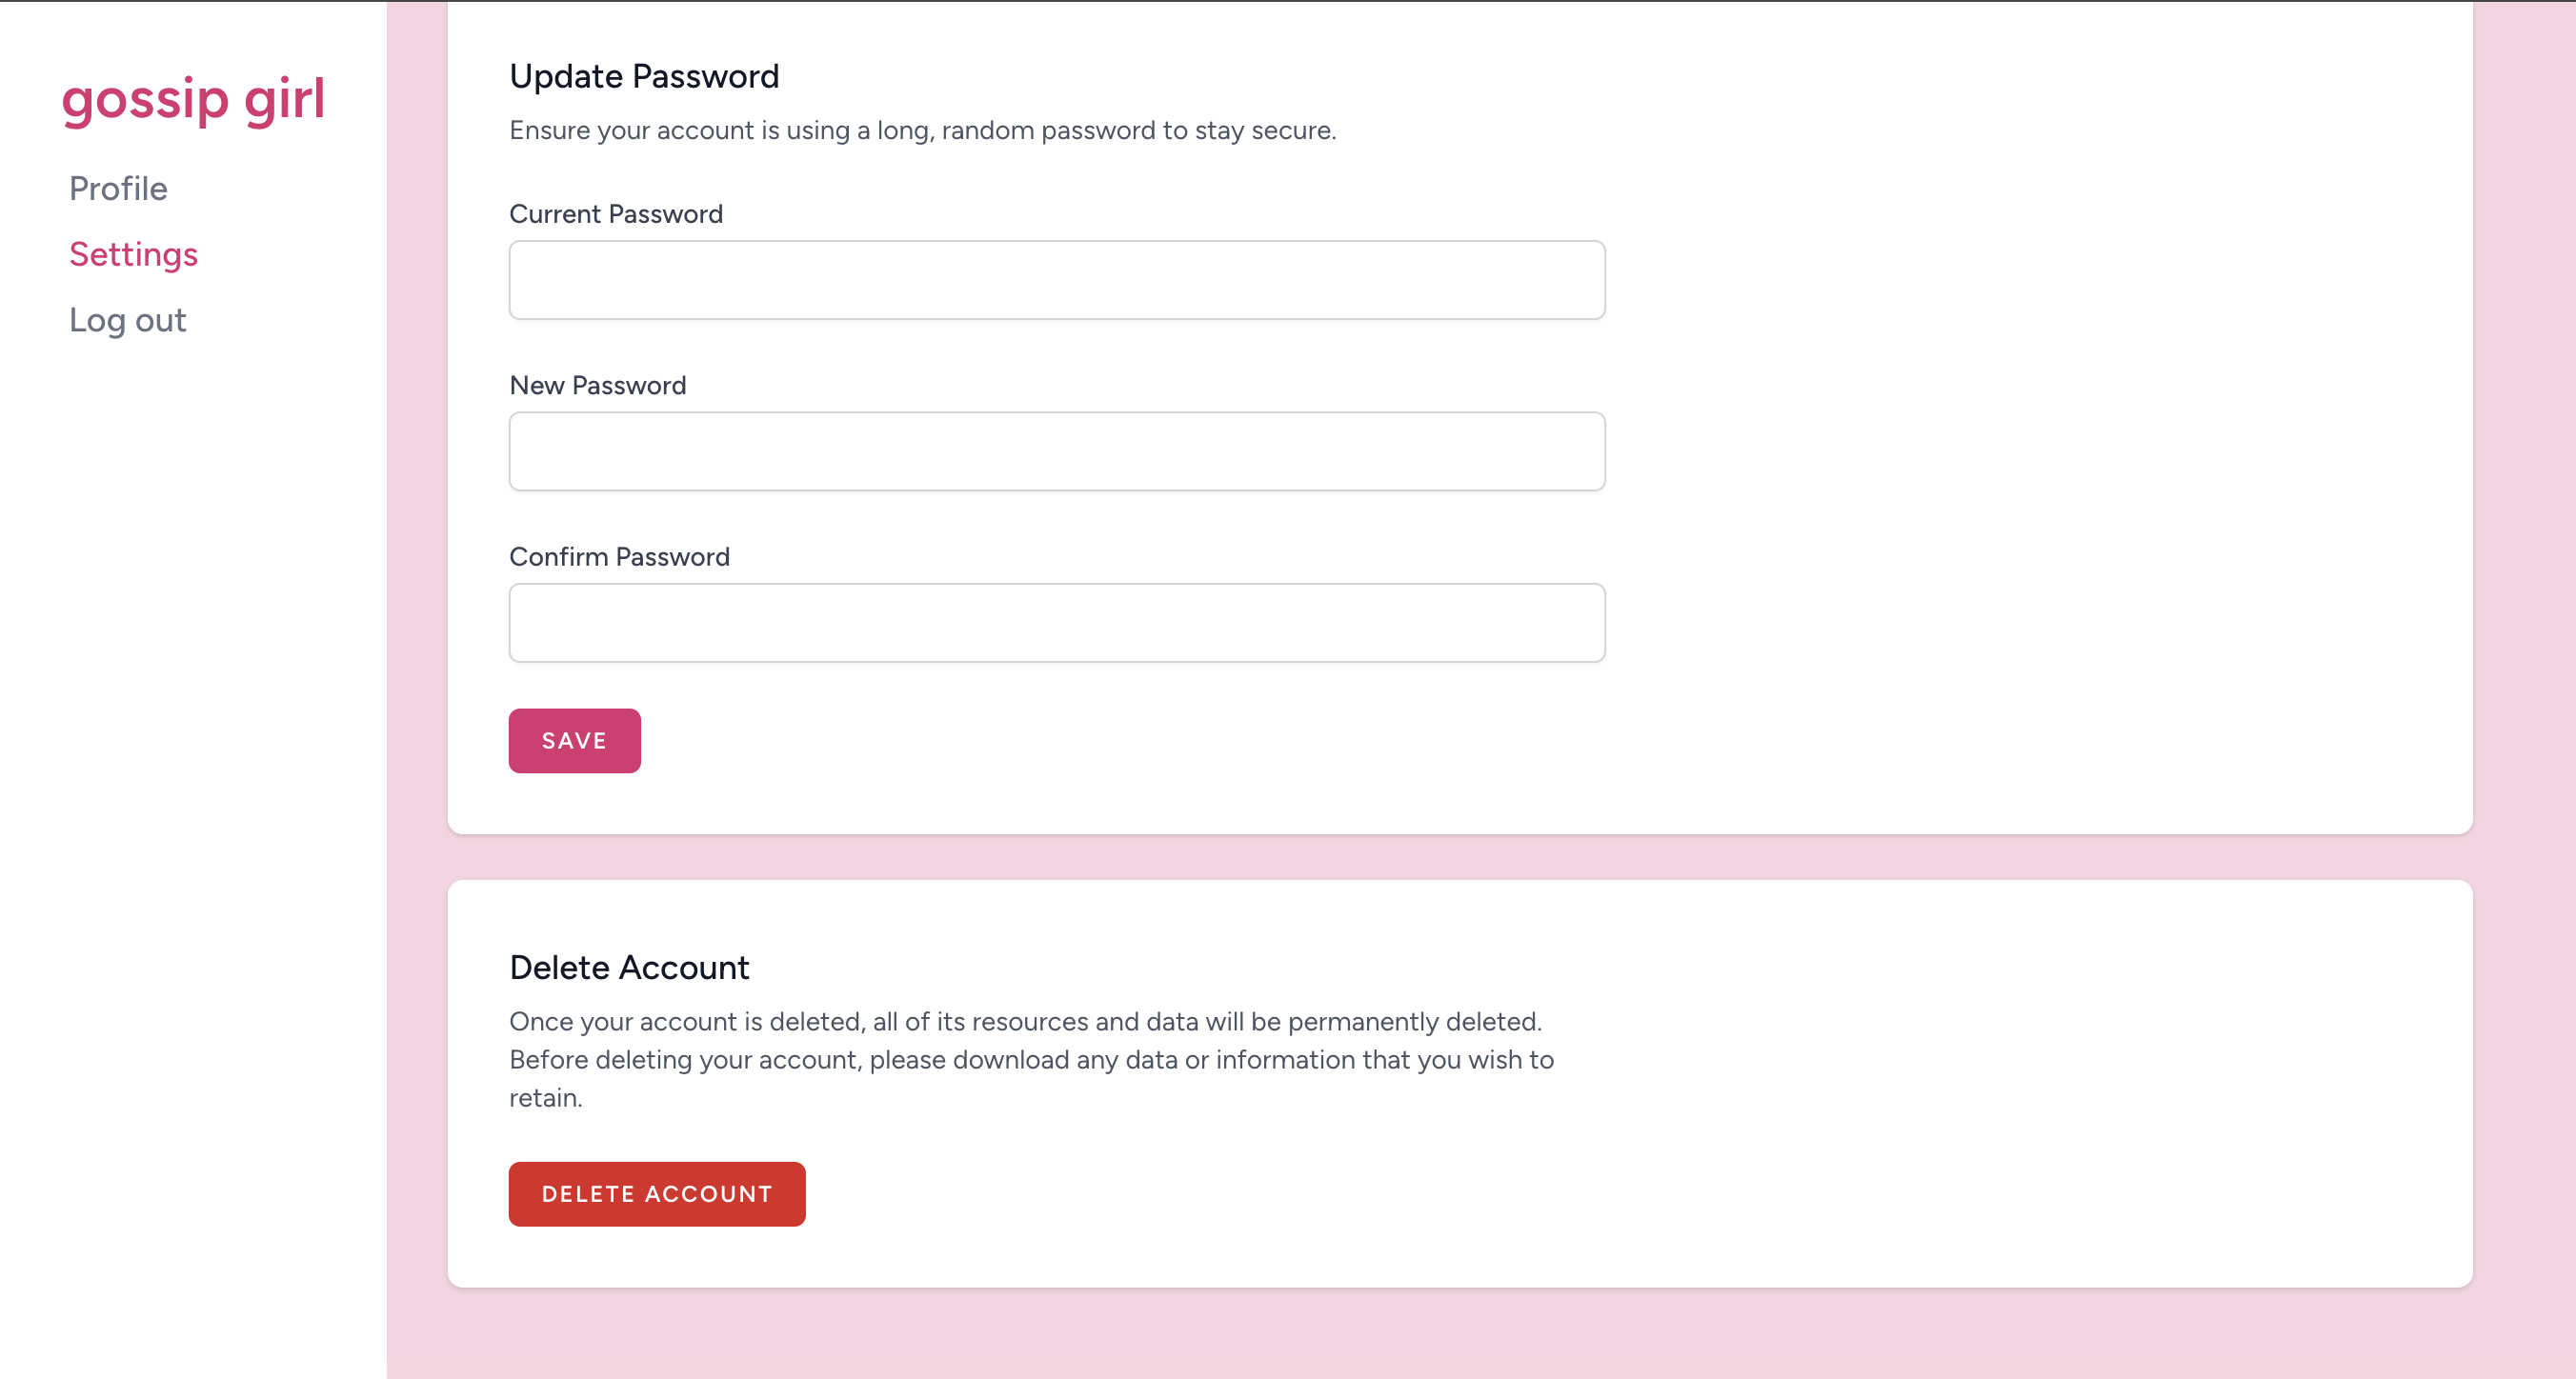 gossip girl
Profile
Settings
Log out
Update Password
Ensure your account is using a long, random password to stay secure.
Current Password
New Password
Confirm Password
SAVE
Delete Account
Once your account is deleted, all of its resources and data will be permanently deleted.
Before deleting your account, please download any data or information that you wish to
retain.
DELETE ACCOUNT